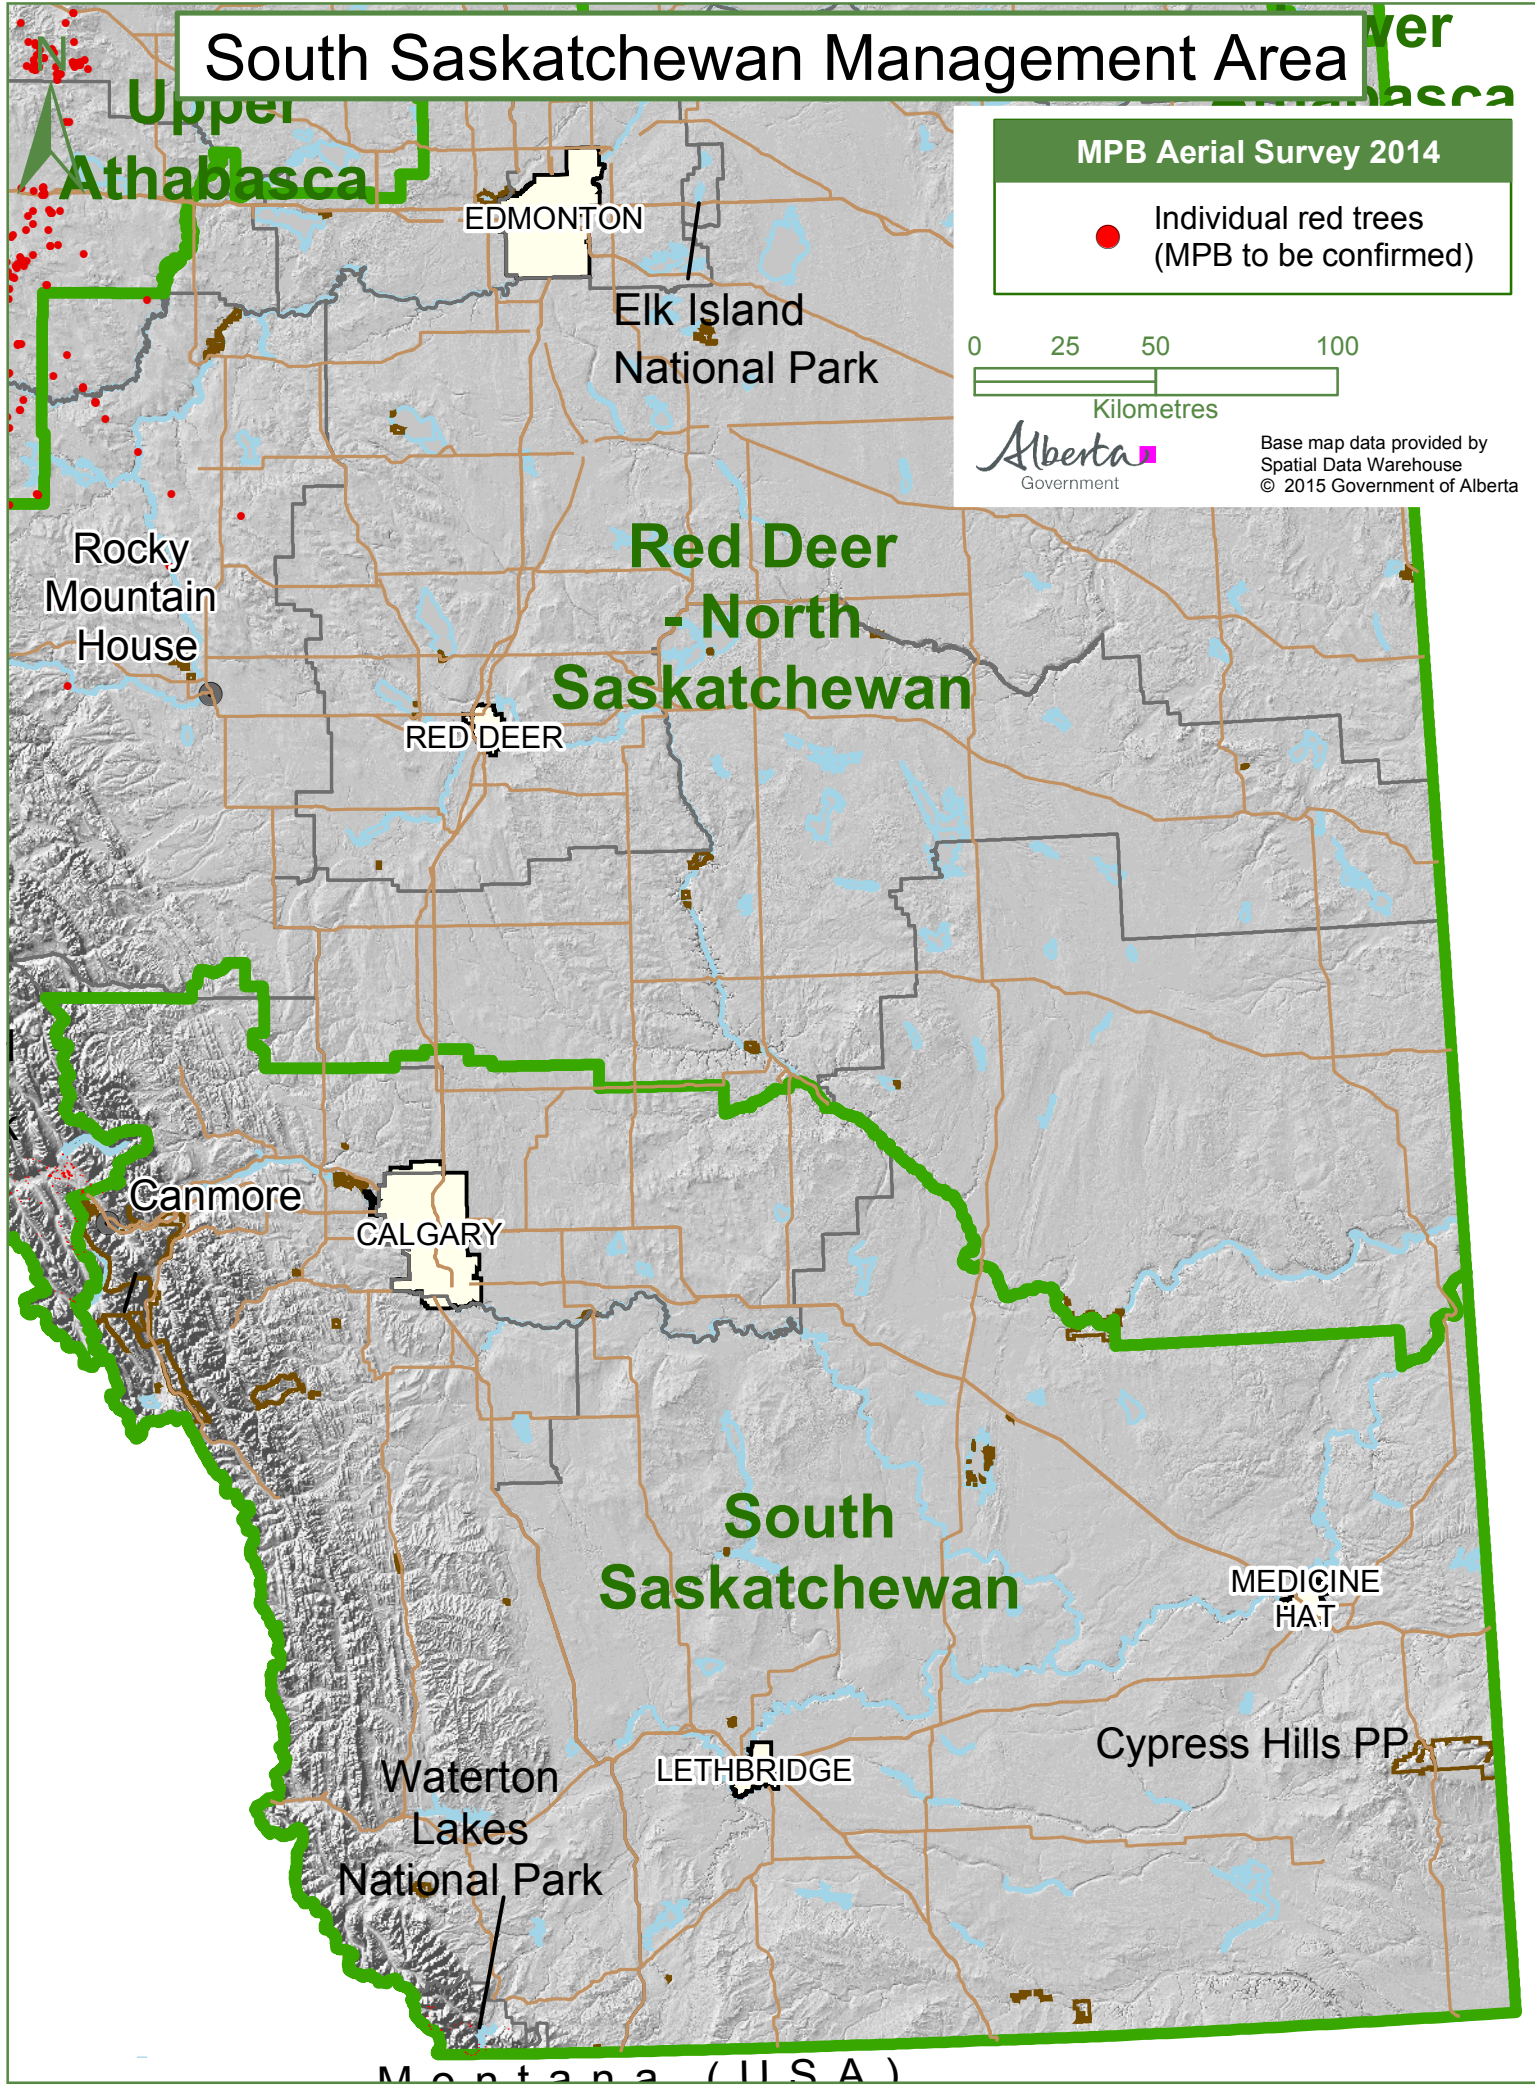 South Saskatchewan Management Area
N
Upper
Athabasca
EDMONTON
Elk Island
National Park
MPB Aerial Survey 2014
Individual red trees
(MPB to be confirmed)
0 25 50 100
Kilometres
Alberta
Government
Base map data provided by
Spatial Data Warehouse
© 2015 Government of Alberta
Rocky
Mountain
House
Red Deer
- North
Saskatchewan
RED DEER
Canmore
CALGARY
South
Saskatchewan
MEDICINE
HAT
Cypress Hills PP
LETHBRIDGE
Waterton
Lakes
National Park
Montana (USA)